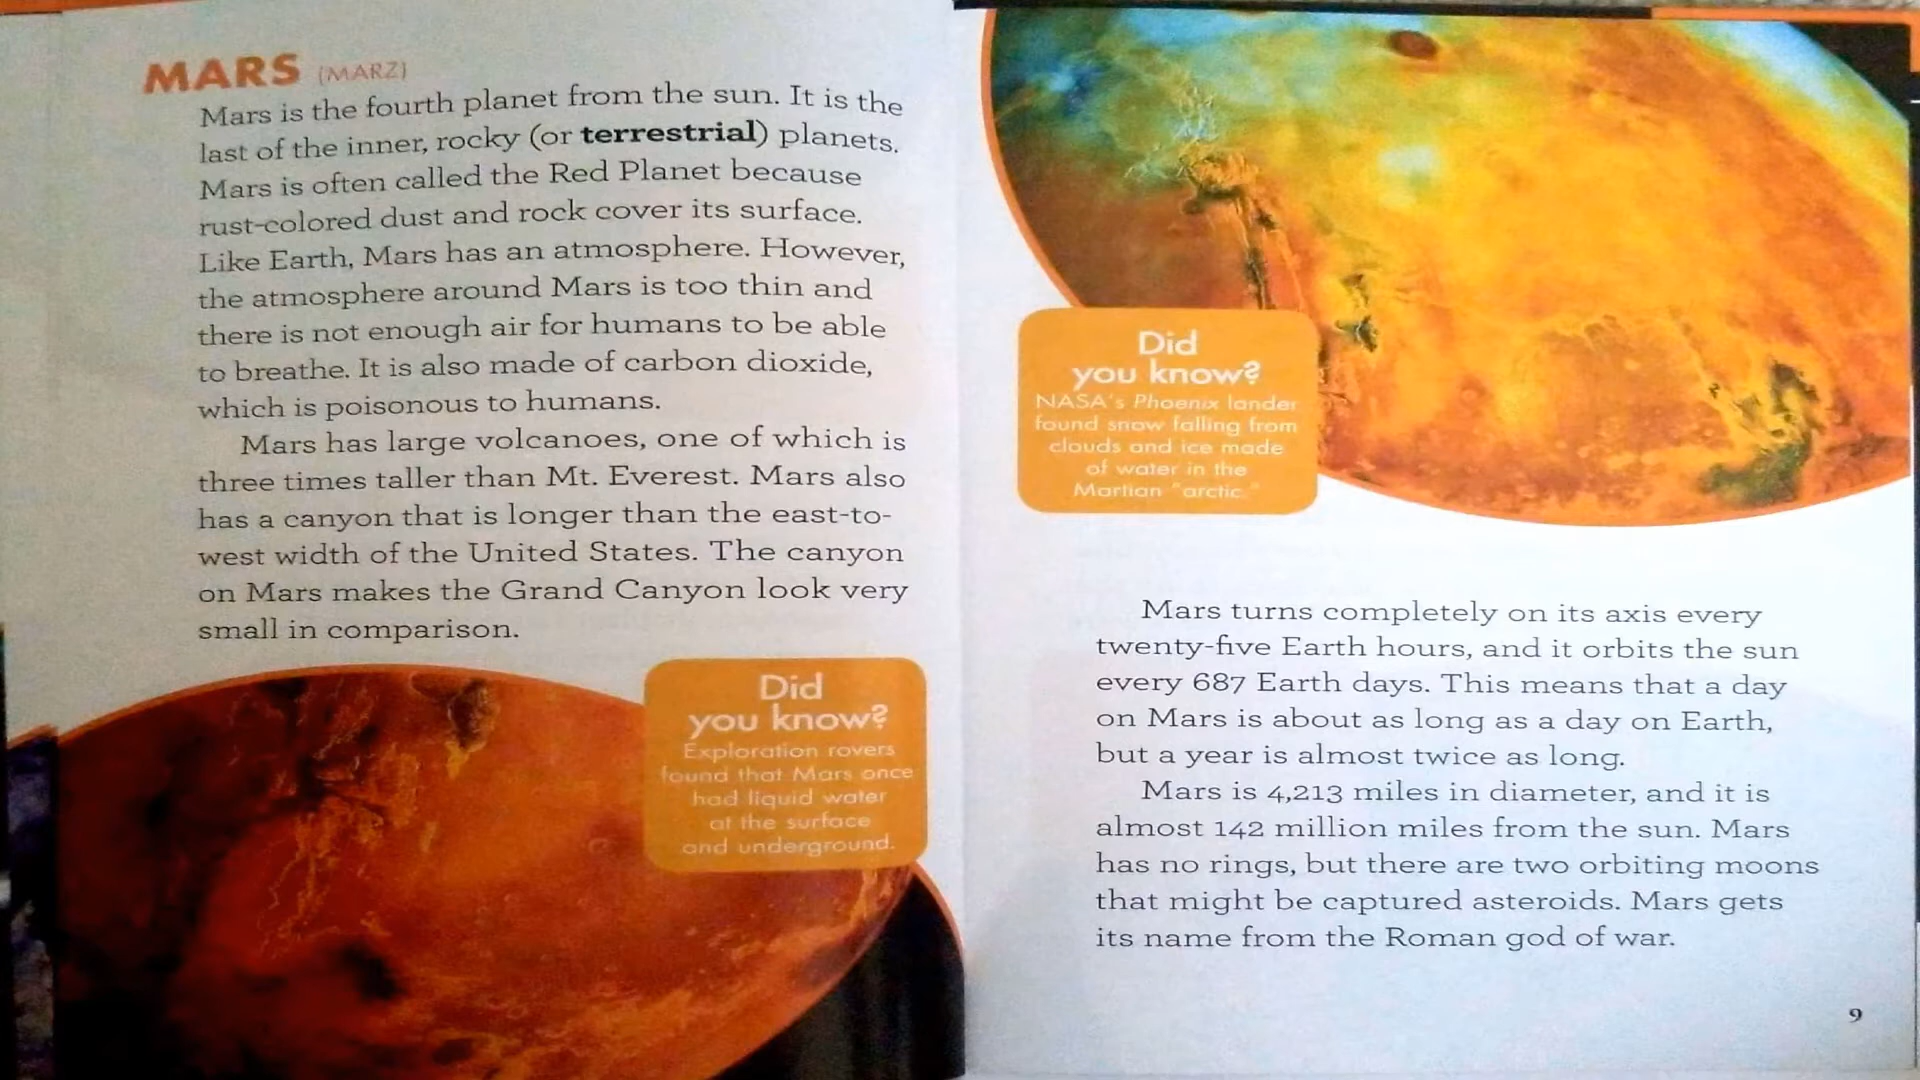 MARS (MARZ)
Mars is the fourth planet from the sun. It is the
last of the inner, rocky (or terrestrial) planets.
Mars is often called the Red Planet because
rust-colored dust and rock cover its surface.
Like Earth, Mars has an atmosphere. However,
the atmosphere around Mars is too thin and
there is not enough air for humans to be able
to breathe. It is also made of carbon dioxide,
which is poisonous to humans.
Mars has large volcanoes, one of which is
three times taller than Mt. Everest. Mars also
has a canyon that is longer than the east-to-
west width of the United States. The canyon
on Mars makes the Grand Canyon look very
small in comparison.
Did
you know?
Exploration rovers
found that Mars once
had liquid water
at the surface
and underground.
Did
you know?
NASA's Phoenix lander
found snow falling from
clouds and ice made
of water in the
Martian "arctic."
Mars turns completely on its axis every
twenty-five Earth hours, and it orbits the sun
every 687 Earth days. This means that a day
on Mars is about as long as a day on Earth,
but a year is almost twice as long.
Mars is 4,213 miles in diameter, and it is
almost 142 million miles from the sun. Mars
has no rings, but there are two orbiting moons
that might be captured asteroids. Mars gets
its name from the Roman god of war.
9